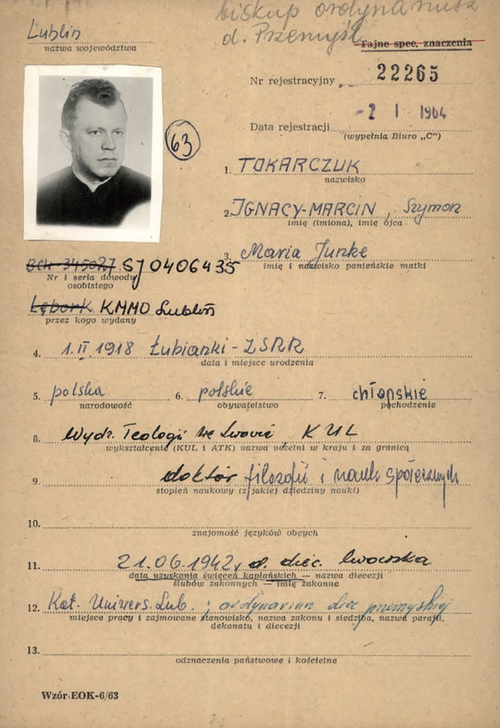 biskup ordynariusz
d. Przemyśl
Lublin
nazwa województwa
Tajne spec. znaczenia
Nr rejestracyjny 22265
- 2 I 1964
Data rejestracji
(wypełnia Biuro „C")
63
1. TOKARCZUK
nazwisko
2. IGNACY-MARCIN, Szymon
imię (imiona), imię ojca
3. Maria Junke
imię i nazwisko panieńskie matki
SJ 0406435
Nr i seria dowodu
osobistego
Lębork KMMO Lublin
przez kogo wydany
4. 1.II.1918 Łubianki - ZSRR
data i miejsce urodzenia
5. polska 6. polskie 7. chłopskie
narodowość obywatelstwo pochodzenie
8. Wydz. Teologi we Lwowie KUL
wykształcenie (KUL i ATK) nazwa uczelni w kraju i za granicą
9. doktór filozofii i nauk społecznych
stopień naukowy (z jakiej dziedziny nauki)
10.
znajomość języków obcych
11. 21.06.1942, d. diec. lwowska
data uzyskania święceń kapłańskich — nazwa diecezji
ślubów zakonnych — imię zakonne
12. Kat. Uniwers. Lub. ; ordynariusz diec przemyskiej
miejsce pracy i zajmowane stanowisko, nazwa zakonu i siedziba, nazwa parafii,
dekanatu i diecezji
13.
odznaczenia państwowe i kościelne
Wzór EOK-6/63